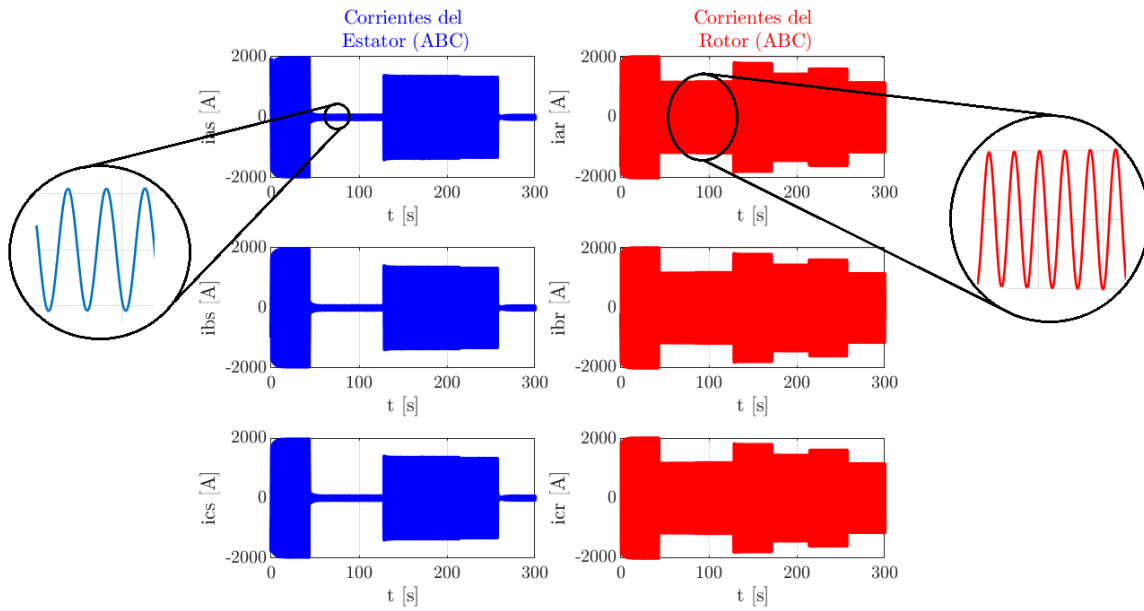 Corrientes del
Estator (ABC)
Corrientes del
Rotor (ABC)
2000
0
-2000
ias [A]
0
100
200
300
t [s]
2000
0
-2000
iar [A]
0
100
200
300
t [s]
2000
0
-2000
ibs [A]
0
100
200
300
t [s]
2000
0
-2000
ibr [A]
0
100
200
300
t [s]
2000
0
-2000
ics [A]
0
100
200
300
t [s]
2000
0
-2000
icr [A]
0
100
200
300
t [s]